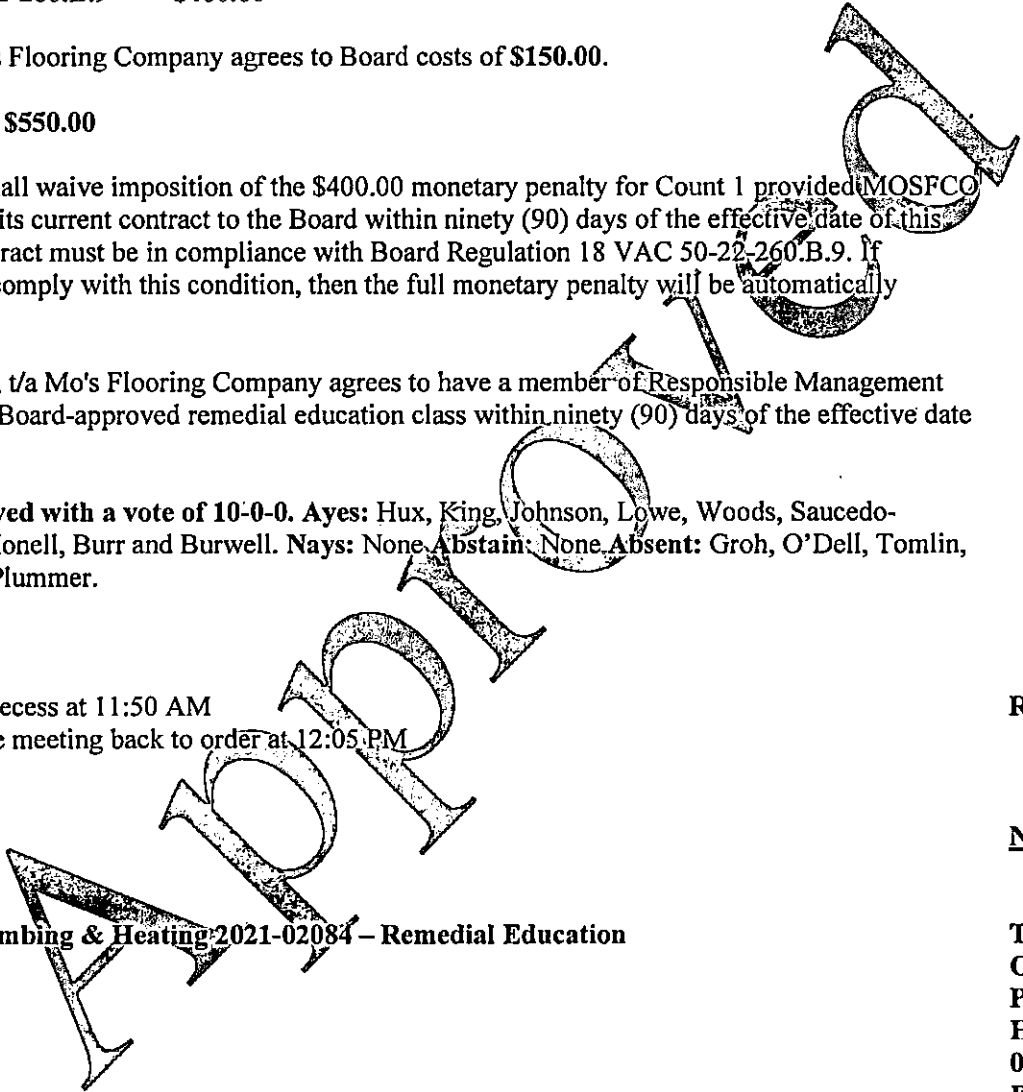 Flooring Company agrees to Board costs of $150.00.
$550.00
all waive imposition of the $400.00 monetary penalty for Count 1 provided MOSFCO
its current contract to the Board within ninety (90) days of the effective date of this
ract must be in compliance with Board Regulation 18 VAC 50-22-260.B.9. If
comply with this condition, then the full monetary penalty will be automatically
t/a Mo's Flooring Company agrees to have a member of Responsible Management
Board-approved remedial education class within ninety (90) days of the effective date
ved with a vote of 10-0-0. Ayes: Hux, King, Johnson, Lowe, Woods, Saucedo-
onell, Burr and Burwell. Nays: None Abstain: None Absent: Groh, O'Dell, Tomlin,
Plummer.
ecess at 11:50 AM
R
e meeting back to order at 12:05 PM
N
mbing & Heating 2021-02084 – Remedial Education
T
C
P
H
0
Approved